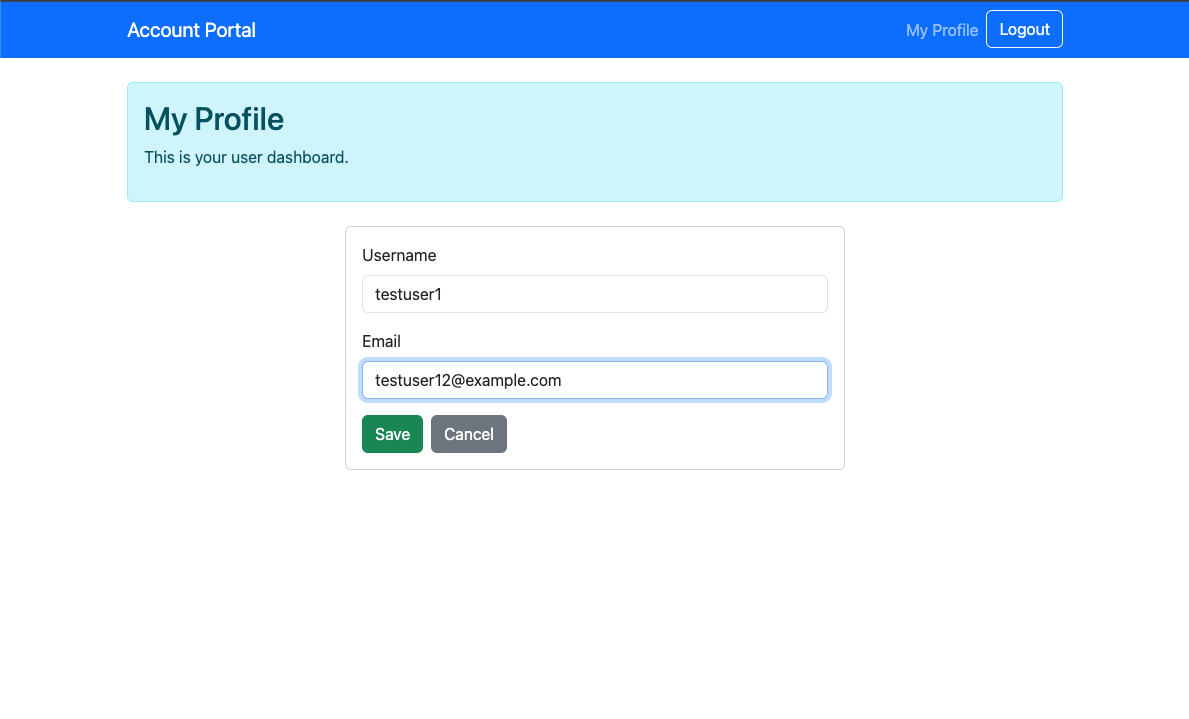 Account Portal
My Profile
Logout
My Profile
This is your user dashboard.
Username
testuser1
Email
testuser12@example.com
Save
Cancel